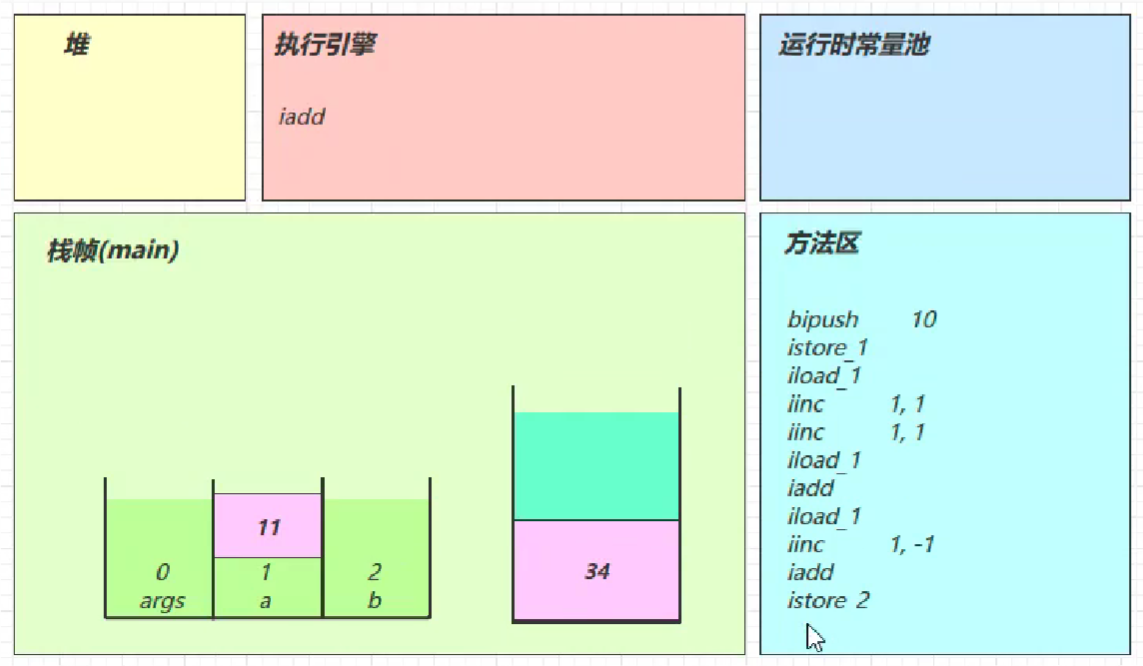 堆
执行引擎
iadd
运行时常量池
栈帧(main)
11
0
args
1
a
2
b
34
方法区
bipush 10
istore_1
iload_1
iinc 1, 1
iinc 1, 1
iload_1
iadd
iload_1
iinc 1, -1
iadd
istore 2